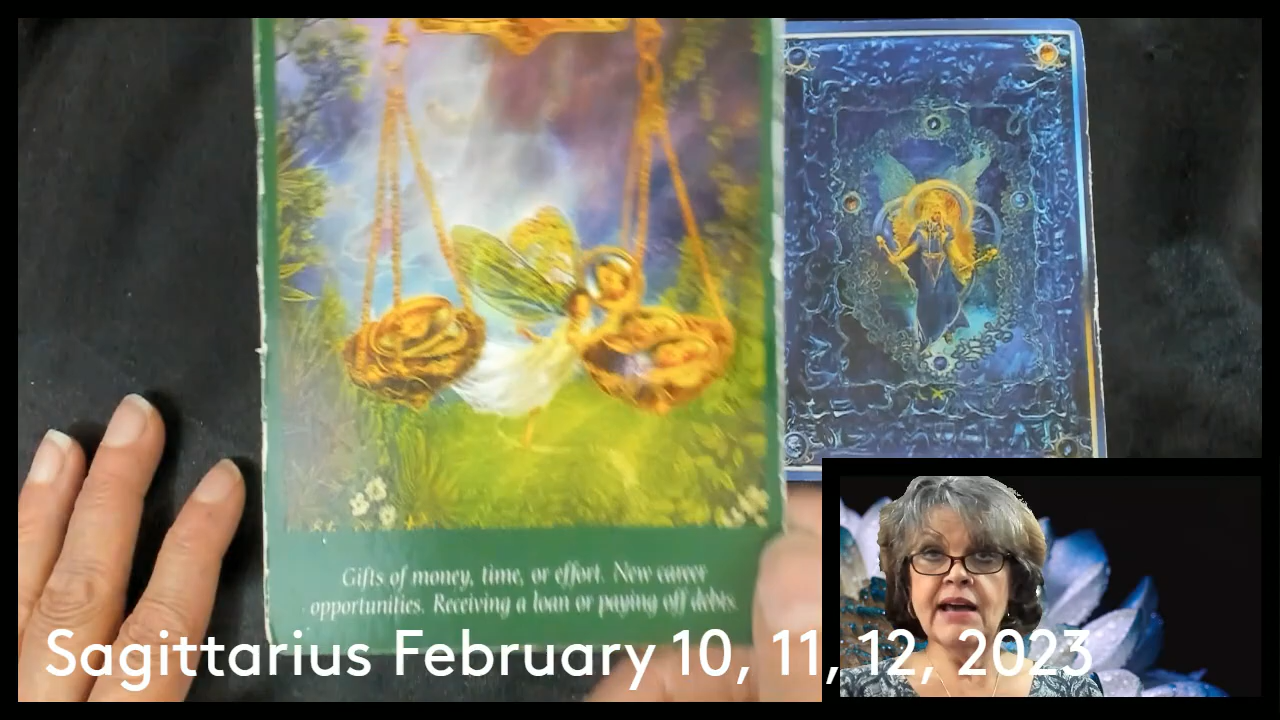 Gifts of money, time, or effort. New career
opportunities. Receiving a loan or paying off debts.
Sagittarius February 10, 11, 12, 2023